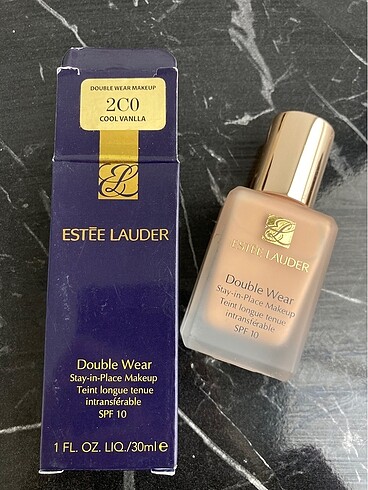 DOUBLE WEAR MAKEUP
2C0
COOL VANLLA
ESTĒE LAUDER
Double Wear
Stay-in-Place Makeup
Teint longue tenue
intransférable
SPF 10
1 FL. OZ. LIQ./30ml e
ESTĒE LAUDER
Double Wear
Stay-in-Place Makeup
Teint longue tenue
intransférable
SPF 10